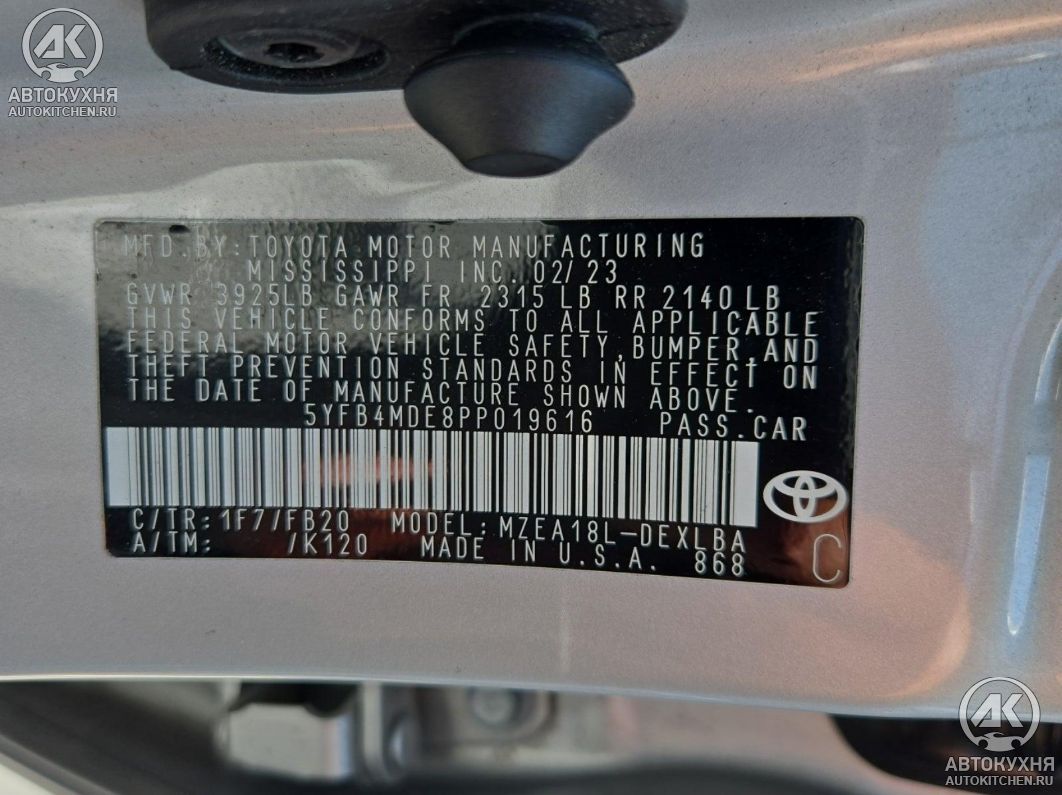 АК
АВТОКУХНЯ
AUTOKITCHEN.RU
MFD.BY:TOYOTA MOTOR MANUFACTURING
MISSISSIPPI INC. 02/23
GVWR 3925LB GAWR FR 2315 LB RR 2140 LB
THIS VEHICLE CONFORMS TO ALL APPLICABLE
FEDERAL MOTOR VEHICLE SAFETY,BUMPER,AND
THEFT PREVENTION STANDARDS IN EFFECT ON
THE DATE OF MANUFACTURE SHOWN ABOVE.
5YFB4MDE8PP019616 PASS.CAR
C/TR:1F7/FB20 MODEL:MZEA18L-DEXLBA
A/TM: /K120 MADE IN U.S.A. 868 C
АК
АВТОКУХНЯ
AUTOKITCHEN.RU